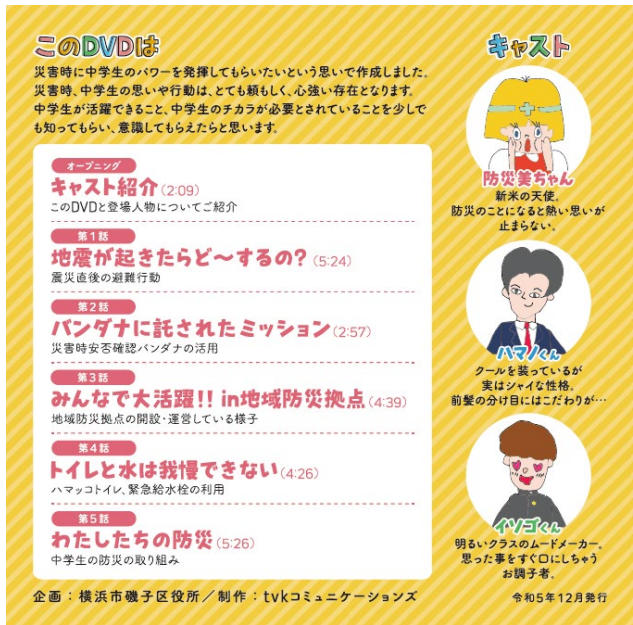 このDVDは
災害時に中学生のパワーを発揮してもらいたいという思いで作成しました。
災害時、中学生の思いや行動は、とても頼もしく、心強い存在となります。
中学生が活躍できること、中学生のチカラが必要とされていることを少しで
も知ってもらい、意識してもらえたらと思います。
オープニング
キャスト紹介(2:09)
このDVDと登場人物についてご紹介
第1話
地震が起きたらど〜するの?(5:24)
震災直後の避難行動
第2話
バンダナに託されたミッション(2:57)
災害時安否確認バンダナの活用
第3話
みんなで大活躍!! in地域防災拠点(4:39)
地域防災拠点の開設・運営している様子
第4話
トイレと水は我慢できない(4:26)
ハマッコトイレ、緊急給水栓の利用
第5話
わたしたちの防災(5:26)
中学生の防災の取り組み
キャスト
防災美ちゃん
新米の天使。
防災のことになると熱い思いが
止まらない。
ハマノくん
クールを装っているが
実はシャイな性格。
前髪の分け目にはこだわりが…
イソゴくん
明るいクラスのムードメーカー。
思った事をすぐ口にしちゃう
お調子者。
企画:横浜市磯子区役所/制作:tvkコミュニケーションズ
令和5年12月発行